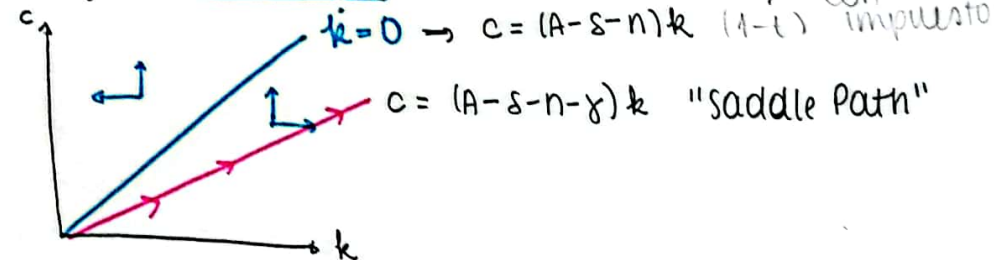 c
k̇ = 0 → c = (A-δ-n)k (1-t) impuesto
c = (A-δ-n-γ)k "Saddle Path"
k